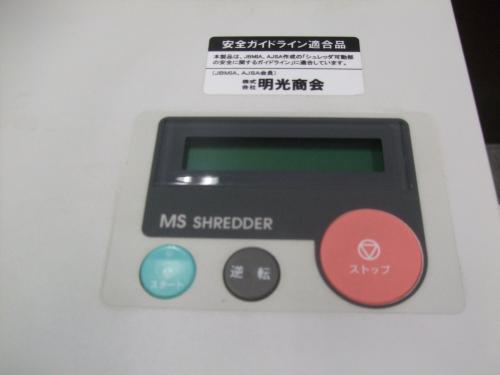 安全ガイドライン適合品
本製品は、JBMIA、AJSA作成の「シュレッダ可動部
の安全に関するガイドライン」に適合しています。
(JBMIA、AJSA会員)
株式会社 明光商会
MS SHREDDER
スタート
逆転
ストップ